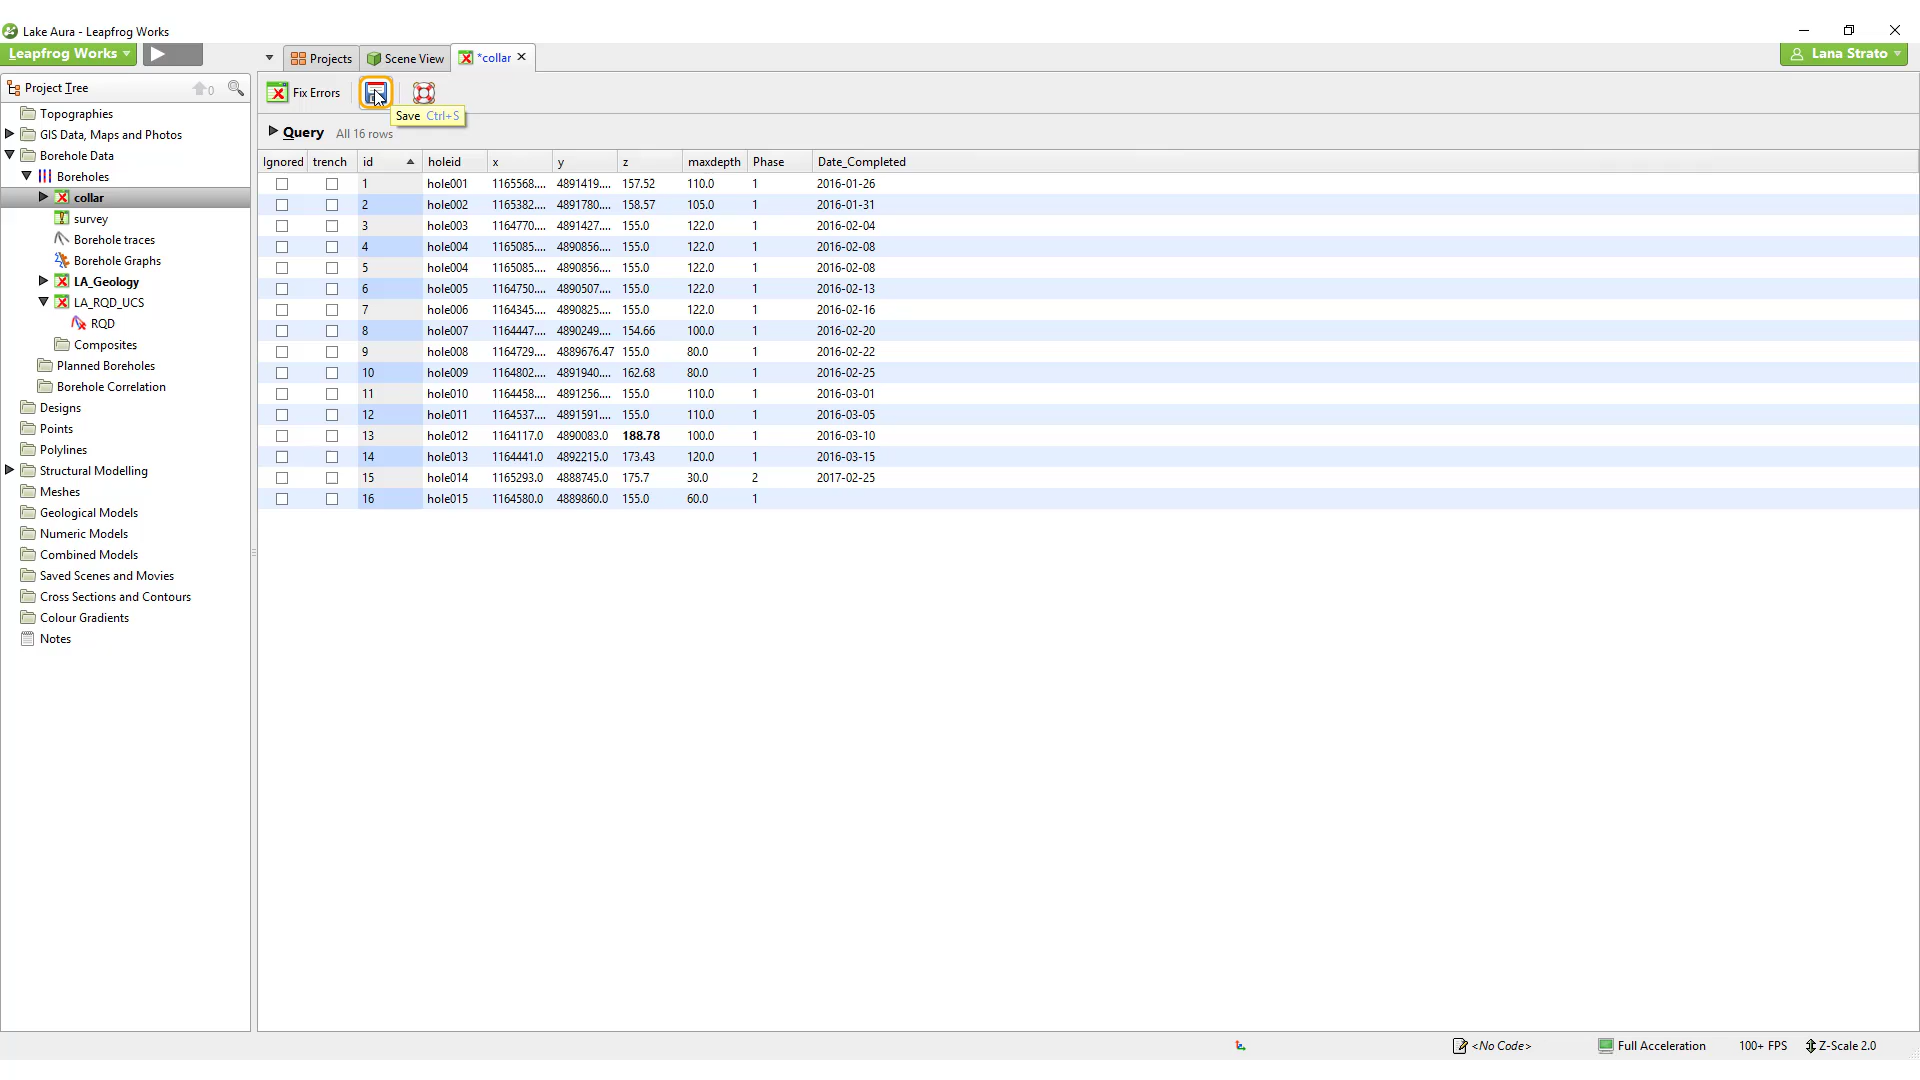 Lake Aura - Leapfrog Works
Leapfrog Works
Projects
Scene View
*collar
Lana Strato
Project Tree
0
Fix Errors
Save Ctrl+S
Query All 16 rows
Topographies
GIS Data, Maps and Photos
Borehole Data
Boreholes
collar
survey
Borehole traces
Borehole Graphs
LA_Geology
LA_RQD_UCS
RQD
Composites
Planned Boreholes
Borehole Correlation
Designs
Points
Polylines
Structural Modelling
Meshes
Geological Models
Numeric Models
Combined Models
Saved Scenes and Movies
Cross Sections and Contours
Colour Gradients
Notes
Ignored trench id holeid x y z maxdepth Phase Date_Completed
1 hole001 1165568.... 4891419.... 157.52 110.0 1 2016-01-26
2 hole002 1165382.... 4891780.... 158.57 105.0 1 2016-01-31
3 hole003 1164770.... 4891427.... 155.0 122.0 1 2016-02-04
4 hole004 1165085.... 4890856.... 155.0 122.0 1 2016-02-08
5 hole004 1165085.... 4890856.... 155.0 122.0 1 2016-02-08
6 hole005 1164750.... 4890507.... 155.0 122.0 1 2016-02-13
7 hole006 1164345.... 4890825.... 155.0 122.0 1 2016-02-16
8 hole007 1164447.... 4890249.... 154.66 100.0 1 2016-02-20
9 hole008 1164729.... 4889676.47 155.0 80.0 1 2016-02-22
10 hole009 1164802.... 4891940.... 162.68 80.0 1 2016-02-25
11 hole010 1164458.... 4891256.... 155.0 110.0 1 2016-03-01
12 hole011 1164537.... 4891591.... 155.0 110.0 1 2016-03-05
13 hole012 1164117.0 4890083.0 188.78 100.0 1 2016-03-10
14 hole013 1164441.0 4892215.0 173.43 120.0 1 2016-03-15
15 hole014 1165293.0 4888745.0 175.7 30.0 2 2017-02-25
16 hole015 1164580.0 4889860.0 155.0 60.0 1
<No Code>
Full Acceleration
100+ FPS
Z-Scale 2.0